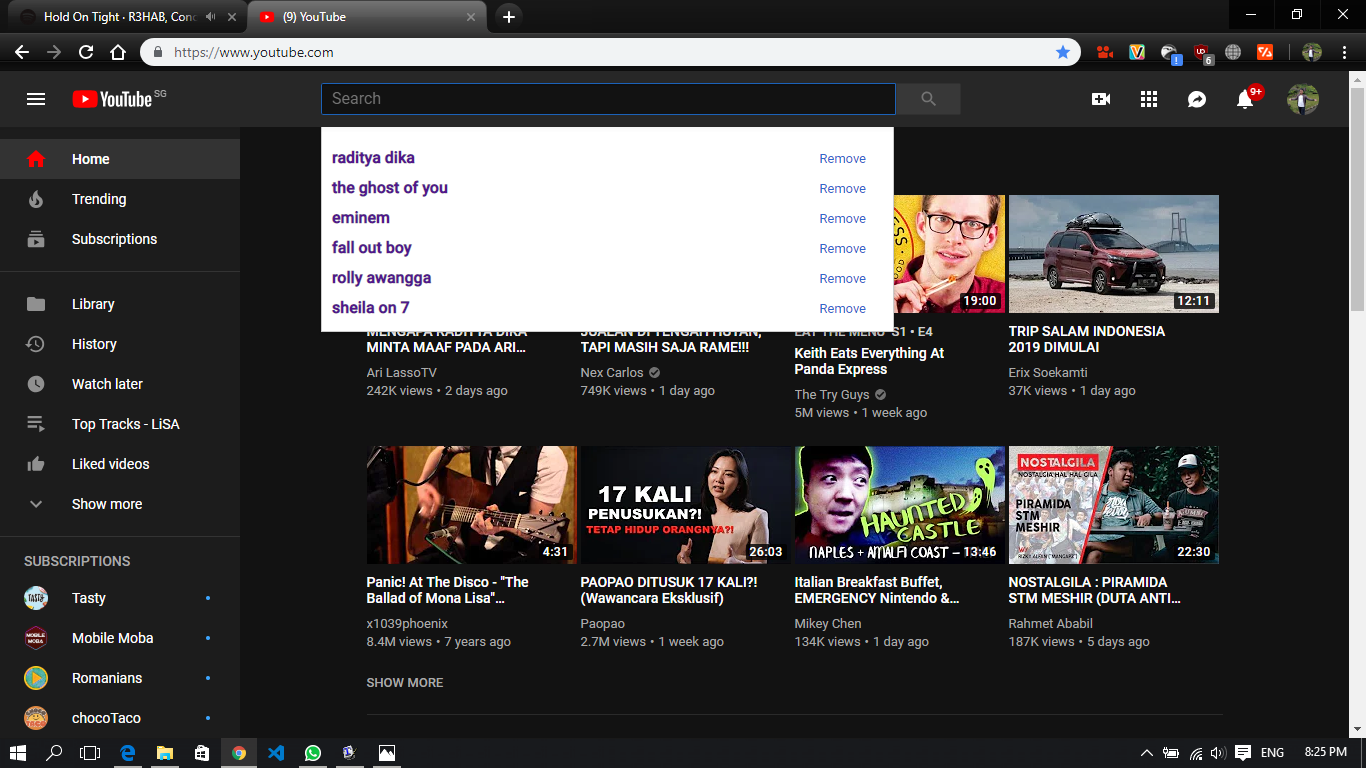 Hold On Tight · R3HAB, Conc
(9) YouTube
https://www.youtube.com
6
YouTube SG
Search
9+
Home
Trending
Subscriptions
Library
History
Watch later
Top Tracks - LiSA
Liked videos
Show more
SUBSCRIPTIONS
Tasty
Mobile Moba
Romanians
chocoTaco
raditya dika Remove
the ghost of you Remove
eminem Remove
fall out boy Remove
rolly awangga Remove
sheila on 7 Remove
19:00
12:11
MENGAPA RADITYA DIKA
MINTA MAAF PADA ARI...
Ari LassoTV
242K views • 2 days ago
JUALAN DI TENGAH HUTAN,
TAPI MASIH SAJA RAME!!!
Nex Carlos
749K views • 1 day ago
EAT THE MENU S1 • E4
Keith Eats Everything At
Panda Express
The Try Guys
5M views • 1 week ago
TRIP SALAM INDONESIA
2019 DIMULAI
Erix Soekamti
37K views • 1 day ago
4:31
17 KALI
PENUSUKAN?!
TETAP HIDUP ORANGNYA?!
26:03
HAUNTED
CASTLE
NAPLES + AMALFI COAST –
13:46
NOSTALGILA
NOSTALGIA HAL HAL GILA
PIRAMIDA
STM
MESHIR
22:30
Panic! At The Disco - "The
Ballad of Mona Lisa"...
x1039phoenix
8.4M views • 7 years ago
PAOPAO DITUSUK 17 KALI?!
(Wawancara Eksklusif)
Paopao
2.7M views • 1 week ago
Italian Breakfast Buffet,
EMERGENCY Nintendo &...
Mikey Chen
134K views • 1 day ago
NOSTALGILA : PIRAMIDA
STM MESHIR (DUTA ANTI...
Rahmet Ababil
187K views • 5 days ago
SHOW MORE
ENG
8:25 PM